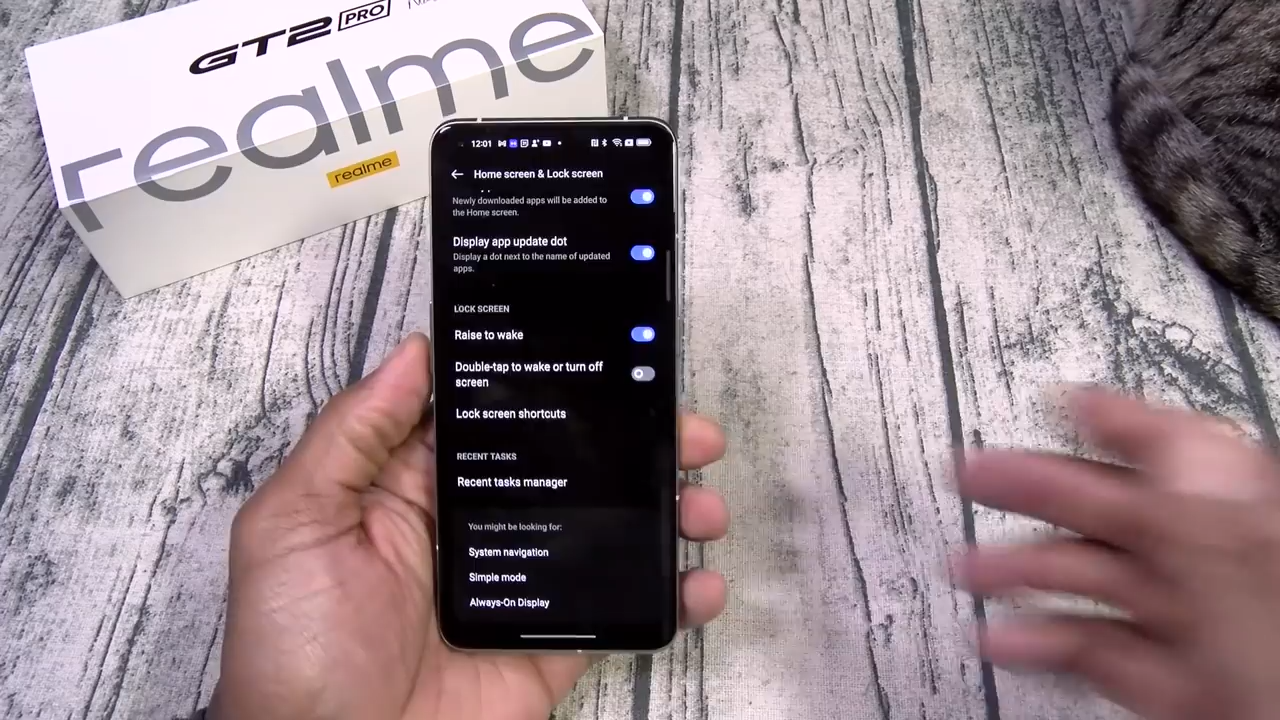 GT2 PRO
realme
realme
12:01
Home screen & Lock screen
Newly downloaded apps will be added to
the Home screen.
Display app update dot
Display a dot next to the name of updated
apps.
LOCK SCREEN
Raise to wake
Double-tap to wake or turn off
screen
Lock screen shortcuts
RECENT TASKS
Recent tasks manager
You might be looking for:
System navigation
Simple mode
Always-On Display